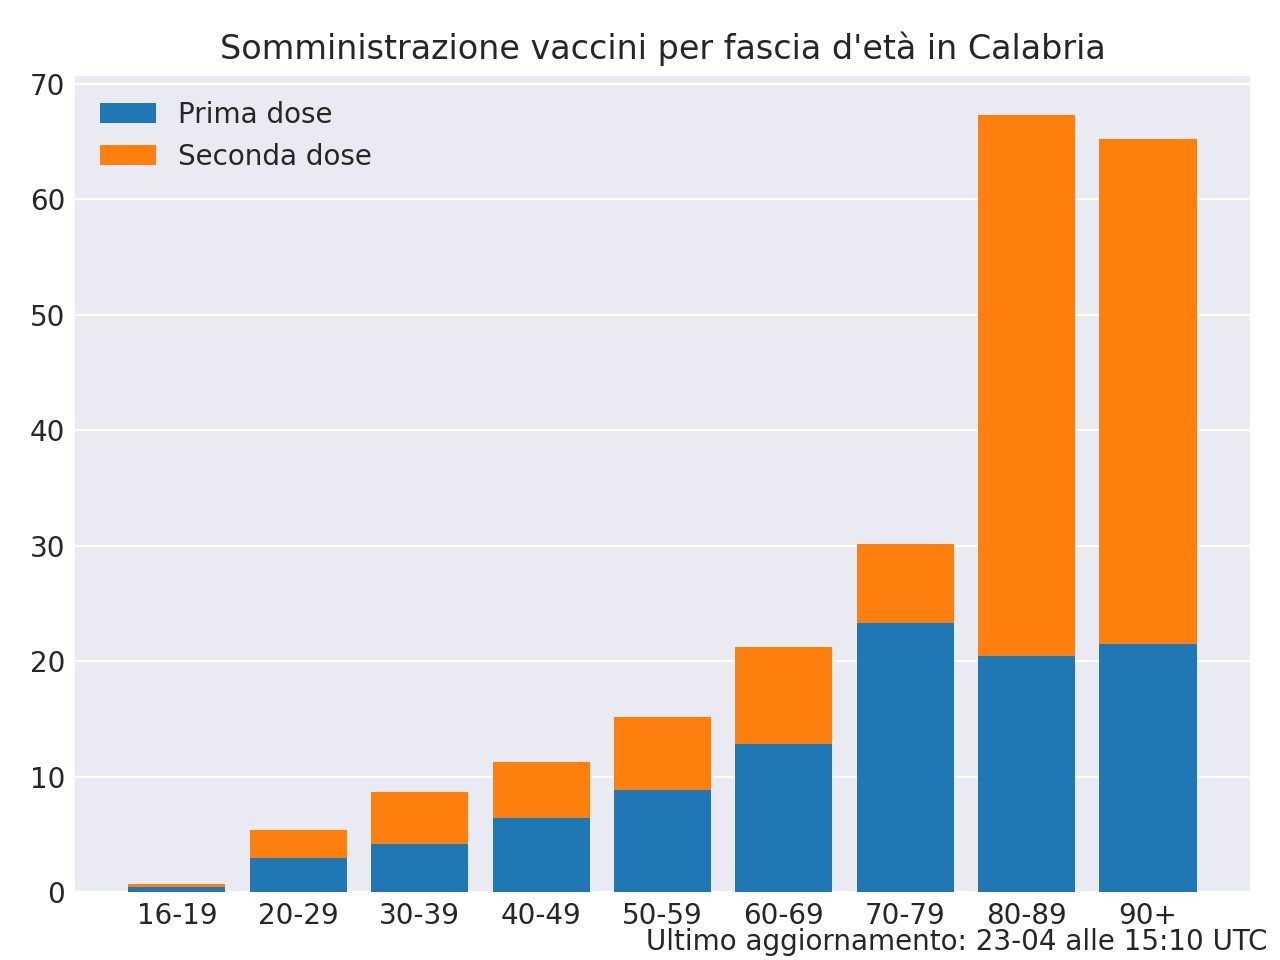 Somministrazione vaccini per fascia d'età in Calabria
70
Prima dose
Seconda dose
60
50
40
30
20
10
0
16-19 20-29 30-39 40-49 50-59 60-69 70-79 80-89 90+
Ultimo aggiornamento: 23-04 alle 15:10 UTC